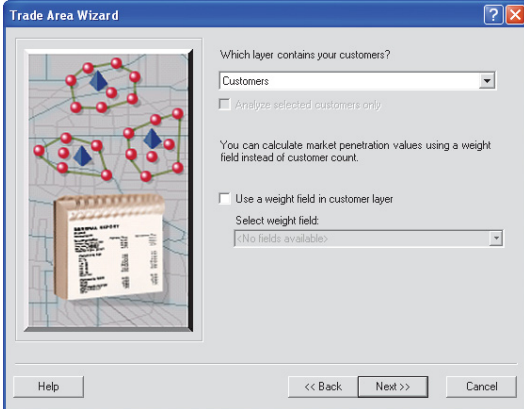 Trade Area Wizard
Which layer contains your customers?
Customers
Analyze selected customers only
You can calculate market penetration values using a weight
field instead of customer count.
Use a weight field in customer layer
Select weight field:
<No fields available>
Help
<< Back
Next >>
Cancel